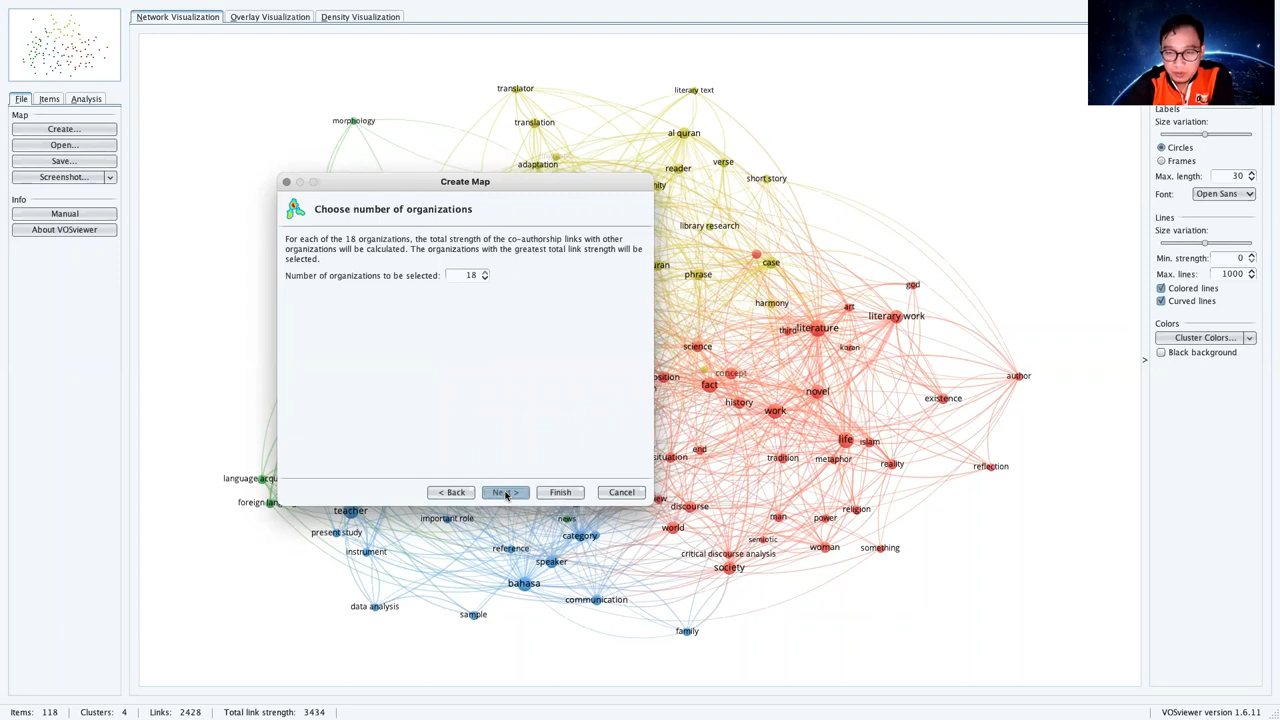 Network Visualization
Overlay Visualization
Density Visualization
File
Items
Analysis
Map
Create...
Open...
Save...
Screenshot...
Info
Manual
About VOSviewer
translator
literary text
morphology
translation
al quran
adaptation
reader
verse
short story
library research
case
phrase
harmony
god
art
literature
literary work
third
koran
science
concept
fact
author
novel
history
work
existence
life
islam
end
tradition
metaphor
reality
reflection
discourse
man
power
religion
world
semiotic
woman
something
critical discourse analysis
society
foreign lan
language acqu
teacher
important role
news
present study
category
instrument
reference
speaker
bahasa
communication
data analysis
sample
family
Create Map
Choose number of organizations
For each of the 18 organizations, the total strength of the co-authorship links with other
organizations will be calculated. The organizations with the greatest total link strength will be
selected.
Number of organizations to be selected: 18
< Back
Next >
Finish
Cancel
Labels
Size variation:
Circles
Frames
Max. length: 30
Font: Open Sans
Lines
Size variation:
Min. strength: 0
Max. lines: 1000
Colored lines
Curved lines
Colors
Cluster Colors...
Black background
Items: 118
Clusters: 4
Links: 2428
Total link strength: 3434
VOSviewer version 1.6.11